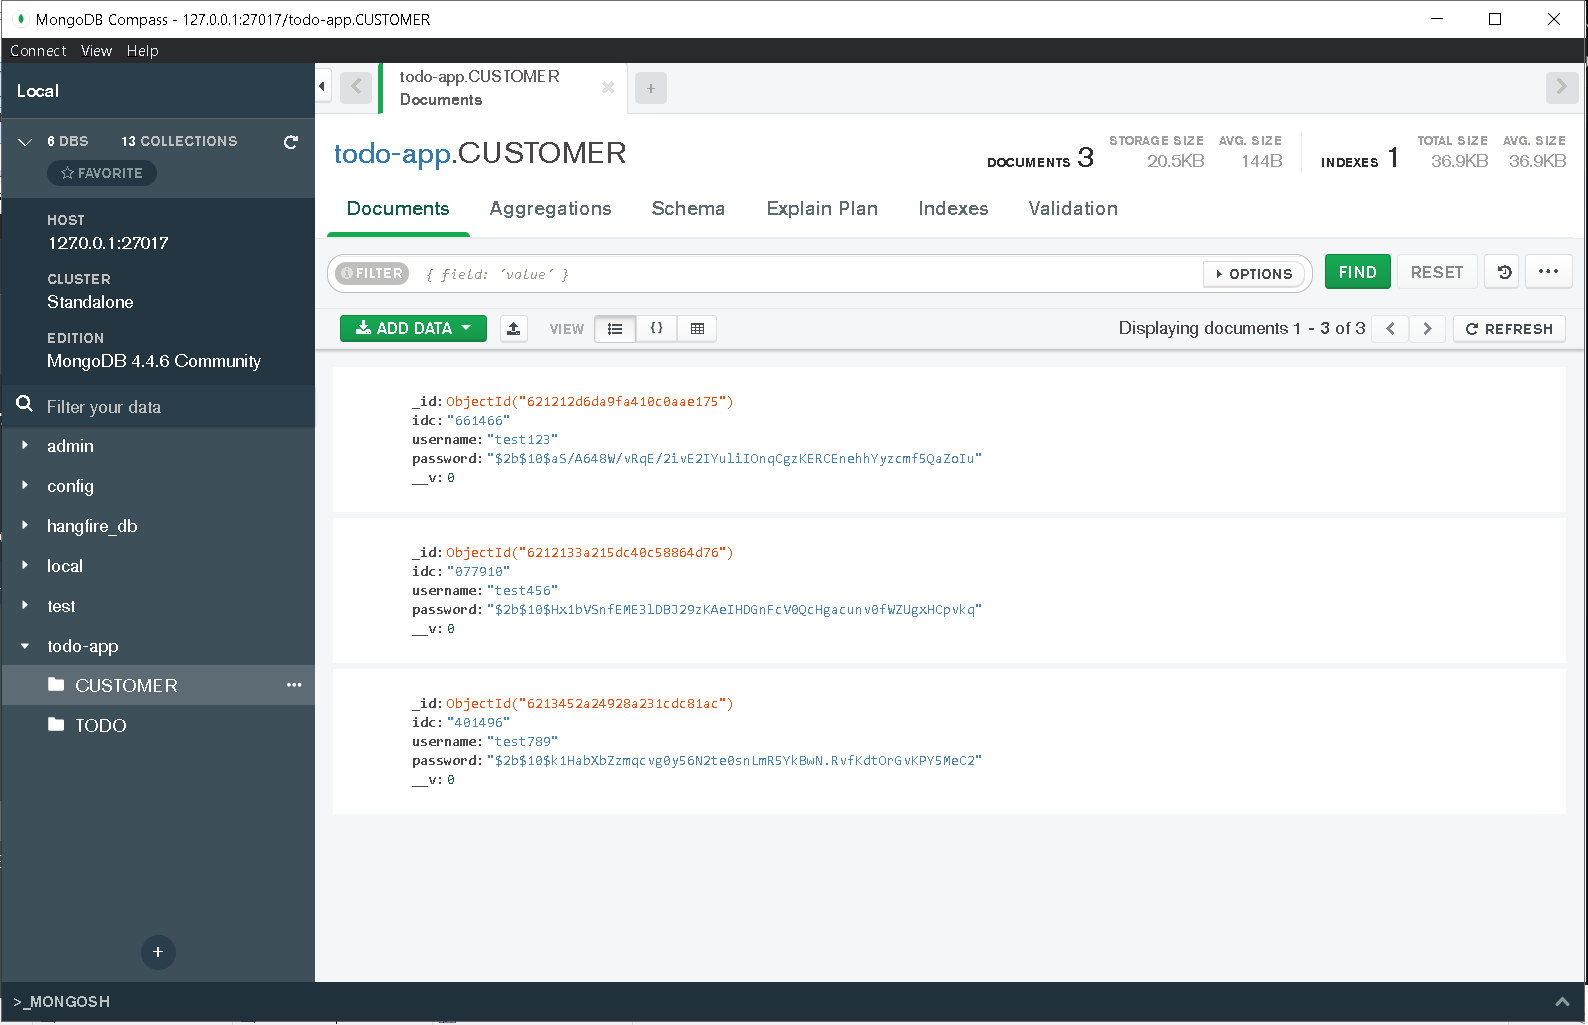 MongoDB Compass - 127.0.0.1:27017/todo-app.CUSTOMER
Connect View Help
Local
6 DBS 13 COLLECTIONS
FAVORITE
HOST
127.0.0.1:27017
CLUSTER
Standalone
EDITION
MongoDB 4.4.6 Community
Filter your data
admin
config
hangfire_db
local
test
todo-app
CUSTOMER
TODO
+
todo-app.CUSTOMER
Documents
+
todo-app.CUSTOMER
DOCUMENTS 3
STORAGE SIZE
20.5KB
AVG. SIZE
144B
INDEXES 1
TOTAL SIZE
36.9KB
AVG. SIZE
36.9KB
Documents Aggregations Schema Explain Plan Indexes Validation
FILTER { field: 'value' } OPTIONS FIND RESET ...
ADD DATA VIEW {} Displaying documents 1 - 3 of 3 < > REFRESH
_id: ObjectId("621212d6da9fa410c0aae175")
idc: "661466"
username: "test123"
password: "$2b$10$aS/A648W/vRqE/2ivE2IYuliIOnqCgzKERCEnehhYyzcmf5QaZoIu"
__v: 0
_id: ObjectId("6212133a215dc40c58864d76")
idc: "077910"
username: "test456"
password: "$2b$10$Hx1bVSnfEME3lDBJ29zKAeIHDGnFcV0QcHgacunv0fWZUgxHCpvkq"
__v: 0
_id: ObjectId("6213452a24928a231cdc81ac")
idc: "401496"
username: "test789"
password: "$2b$10$k1HabXbZzmqcvg0y56N2te0snLmR5YkBwN.RvfKdtOrGvKPY5MeC2"
__v: 0
>_MONGOSH